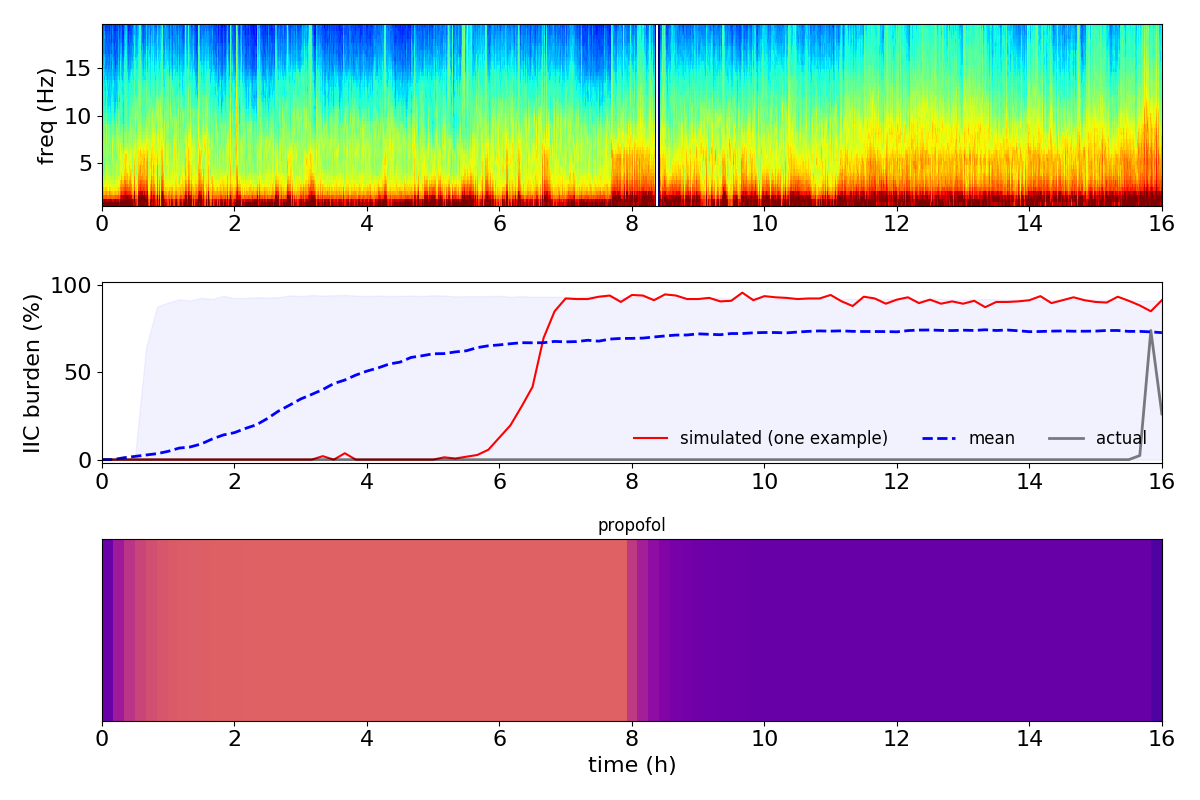 freq (Hz)
15
10
5
0 2 4 6 8 10 12 14 16
IIC burden (%)
100
50
0
simulated (one example) mean actual
0 2 4 6 8 10 12 14 16
propofol
0 2 4 6 8 10 12 14 16
time (h)